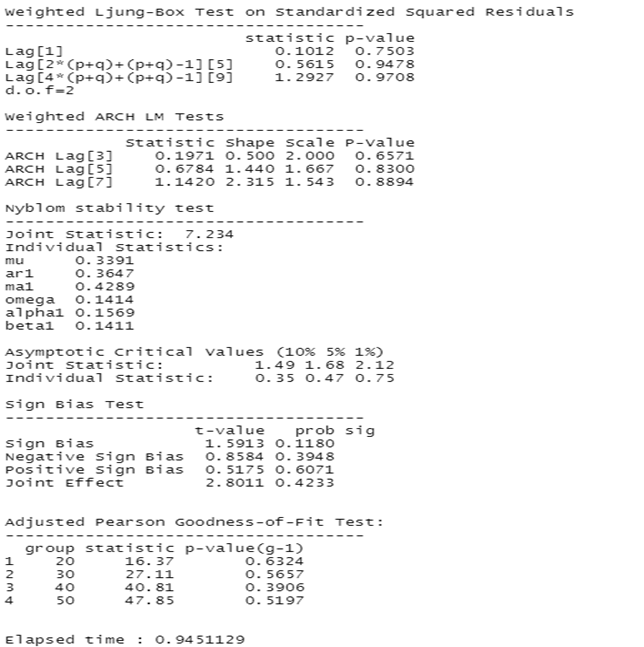 Weighted Ljung-Box Test on Standardized Squared Residuals
------------------------------------
                        statistic p-value
Lag[1]                     0.1012  0.7503
Lag[2*(p+q)+(p+q)-1][5]    0.5615  0.9478
Lag[4*(p+q)+(p+q)-1][9]    1.2927  0.9708
d.o.f=2
Weighted ARCH LM Tests
------------------------------------
            Statistic Shape Scale P-Value
ARCH Lag[3]    0.1971 0.500 2.000  0.6571
ARCH Lag[5]    0.6784 1.440 1.667  0.8300
ARCH Lag[7]    1.1420 2.315 1.543  0.8894
Nyblom stability test
------------------------------------
Joint Statistic:  7.234
Individual Statistics:
mu     0.3391
ar1    0.3647
ma1    0.4289
omega  0.1414
alpha1 0.1569
beta1  0.1411
Asymptotic Critical Values (10% 5% 1%)
Joint Statistic:         1.49 1.68 2.12
Individual Statistic:    0.35 0.47 0.75
Sign Bias Test
------------------------------------
                   t-value   prob sig
Sign Bias           1.5913 0.1180
Negative Sign Bias  0.8584 0.3948
Positive Sign Bias  0.5175 0.6071
Joint Effect        2.8011 0.4233
Adjusted Pearson Goodness-of-Fit Test:
------------------------------------
  group statistic p-value(g-1)
1    20     16.37       0.6324
2    30     27.11       0.5657
3    40     40.81       0.3906
4    50     47.85       0.5197
Elapsed time : 0.9451129